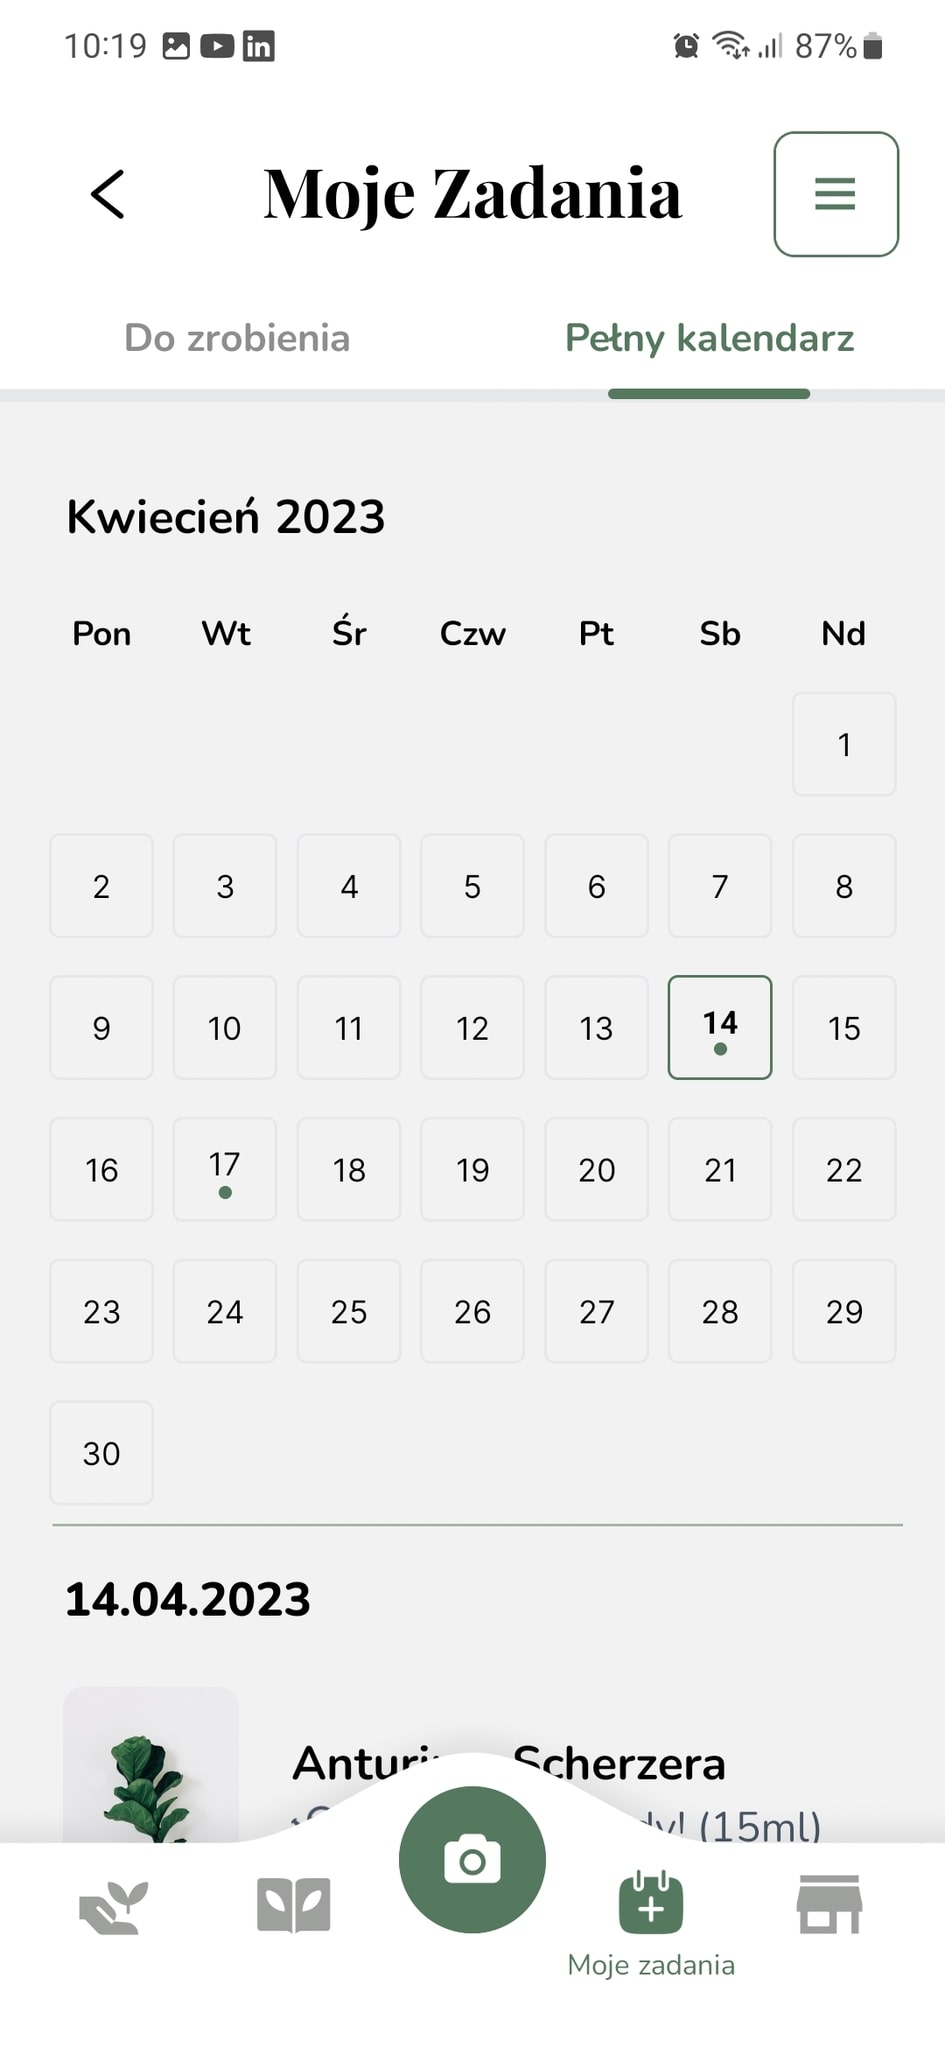 10:19 87%
Moje Zadania
Do zrobienia Pełny kalendarz
Kwiecień 2023
Pon Wt Śr Czw Pt Sb Nd
1
2 3 4 5 6 7 8
9 10 11 12 13 14 15
16 17 18 19 20 21 22
23 24 25 26 27 28 29
30
14.04.2023
Scherzera
(15ml)
Moje zadania